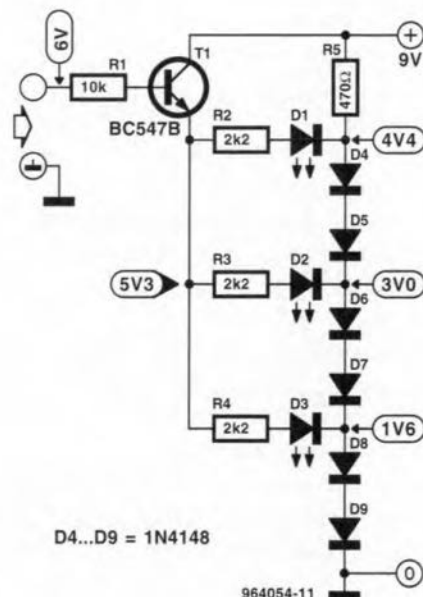 6V
R1
10k
T1
BC547B
R5
470Ω
+
9V
R2
2k2
D1
4V4
D4
D5
5V3
R3
2k2
D2
3V0
D6
D7
R4
2k2
D3
1V6
D8
D9
D4...D9 = 1N4148
0
964054-11